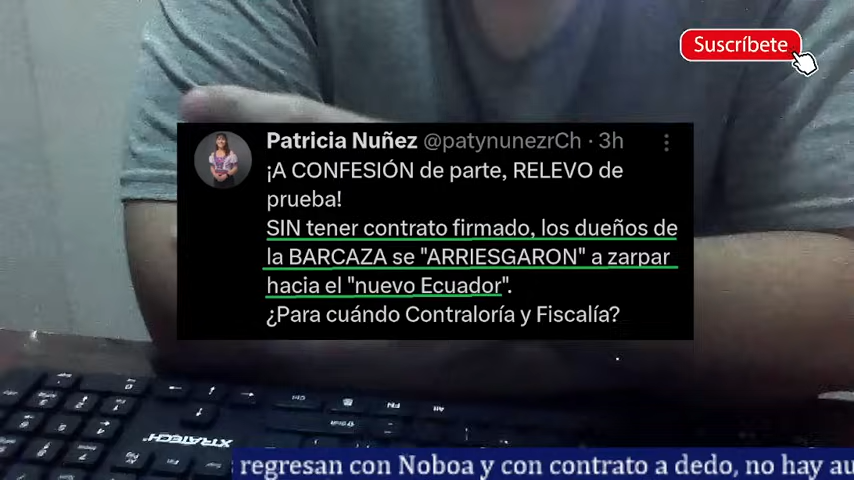 Suscríbete
Patricia Nuñez @patynunezrCh · 3h
¡A CONFESIÓN de parte, RELEVO de
prueba!
SIN tener contrato firmado, los dueños de
la BARCAZA se "ARRIESGARON" a zarpar
hacia el "nuevo Ecuador".
¿Para cuándo Contraloría y Fiscalía?
XTRATECH
regresan con Noboa y con contrato a dedo, no hay au